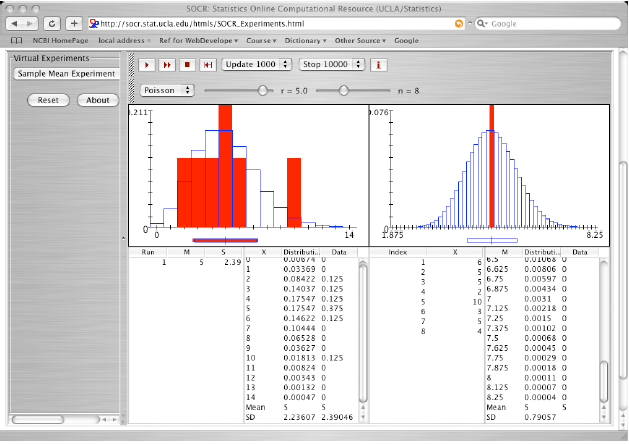 SOCR: Statistics Online Computational Resource (UCLA/Statistics)
http://socr.stat.ucla.edu/htmls/SOCR_Experiments.html
Google
NCBI HomePage local address Ref for WebDevelope Course Dictionary Other Source Google
Virtual Experiments
Sample Mean Experiment
Reset About
Update 1000 Stop 10000
Poisson r = 5.0 n = 8
0.211
0
0 14
0.076
0
1.875 8.25
Run M S X Distributi... Data
1 5 2.39
0 0.00674 0
1 0.03369 0
2 0.08422 0.125
3 0.14037 0.125
4 0.17547 0.125
5 0.17547 0.375
6 0.14622 0.125
7 0.10444 0
8 0.06528 0
9 0.03627 0
10 0.01813 0.125
11 0.00824 0
12 0.00343 0
13 0.00132 0
14 0.00047 0
Mean 5 5
SD 2.23607 2.39046
Index X M Distributi... Data
1 6
2 5
3 5
4 2
5 10
6 3
7 5
8 4
6.5 0.01068 0
6.625 0.00806 0
6.75 0.00597 0
6.875 0.00434 0
7 0.0031 0
7.125 0.00218 0
7.25 0.0015 0
7.375 0.00102 0
7.5 0.00068 0
7.625 0.00045 0
7.75 0.00029 0
7.875 0.00018 0
8 0.00011 0
8.125 0.00007 0
8.25 0.00004 0
Mean 5 5
SD 0.79057